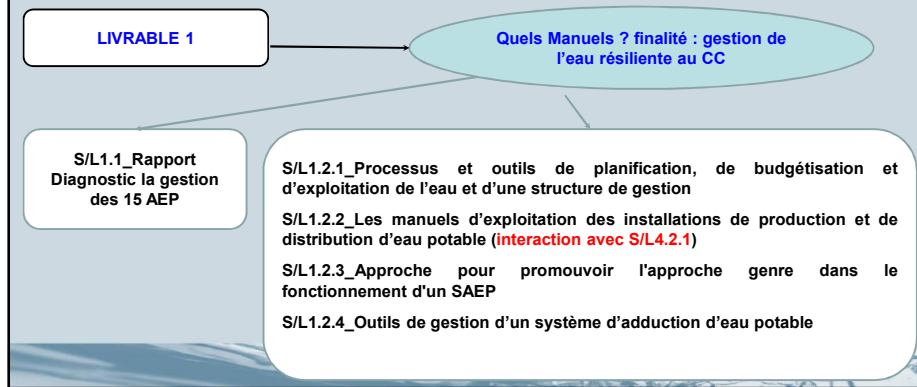 LIVRABLE 1
Quels Manuels ? finalité : gestion de
l'eau résiliente au CC
S/L1.1_Rapport
Diagnostic la gestion
des 15 AEP
S/L1.2.1_Processus et outils de planification, de budgétisation et
d'exploitation de l'eau et d'une structure de gestion
S/L1.2.2_Les manuels d'exploitation des installations de production et de
distribution d'eau potable (interaction avec S/L4.2.1)
S/L1.2.3_Approche pour promouvoir l'approche genre dans le
fonctionnement d'un SAEP
S/L1.2.4_Outils de gestion d'un système d'adduction d'eau potable